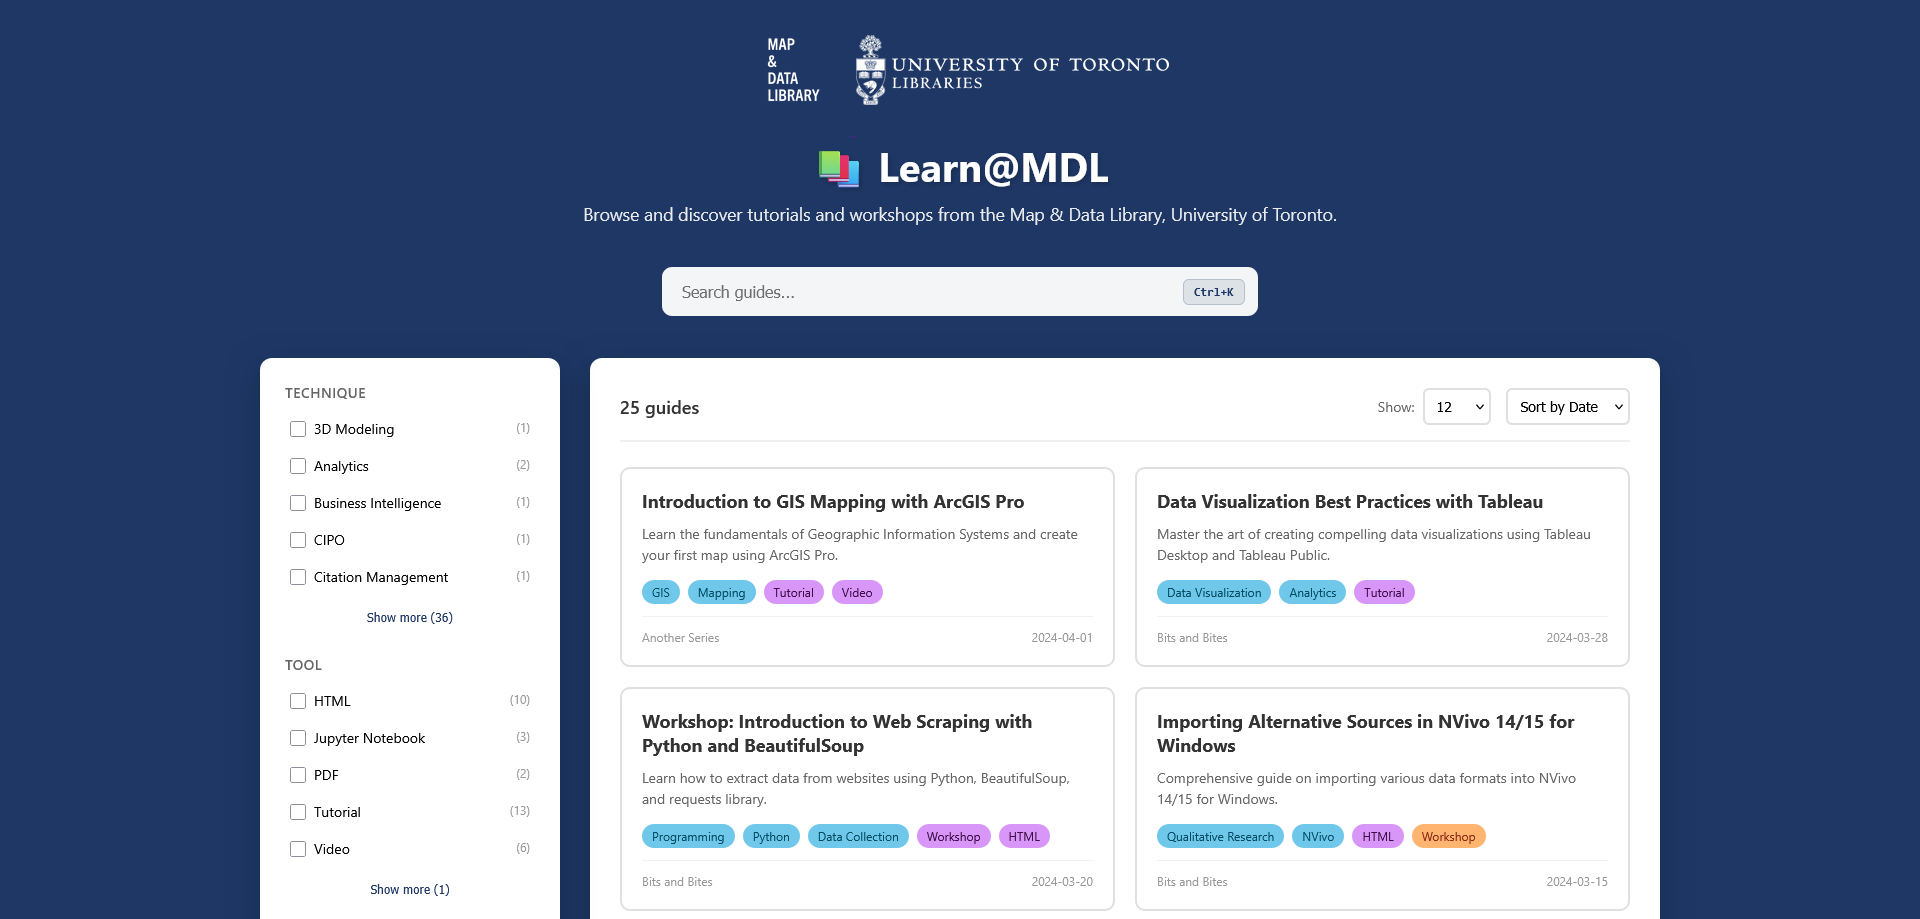 MAP
&
DATA
LIBRARY
UNIVERSITY OF TORONTO
LIBRARIES
Learn@MDL
Browse and discover tutorials and workshops from the Map & Data Library, University of Toronto.
Search guides...
Ctrl+K
TECHNIQUE
3D Modeling (1)
Analytics (2)
Business Intelligence (1)
CIPO (1)
Citation Management (1)
Show more (36)
TOOL
HTML (10)
Jupyter Notebook (3)
PDF (2)
Tutorial (13)
Video (6)
Show more (1)
25 guides
Show: 12 Sort by Date
Introduction to GIS Mapping with ArcGIS Pro
Learn the fundamentals of Geographic Information Systems and create
your first map using ArcGIS Pro.
GIS Mapping Tutorial Video
Another Series 2024-04-01
Data Visualization Best Practices with Tableau
Master the art of creating compelling data visualizations using Tableau
Desktop and Tableau Public.
Data Visualization Analytics Tutorial
Bits and Bites 2024-03-28
Workshop: Introduction to Web Scraping with
Python and BeautifulSoup
Learn how to extract data from websites using Python, BeautifulSoup,
and requests library.
Programming Python Data Collection Workshop HTML
Bits and Bites 2024-03-20
Importing Alternative Sources in NVivo 14/15 for
Windows
Comprehensive guide on importing various data formats into NVivo
14/15 for Windows.
Qualitative Research NVivo HTML Workshop
Bits and Bites 2024-03-15